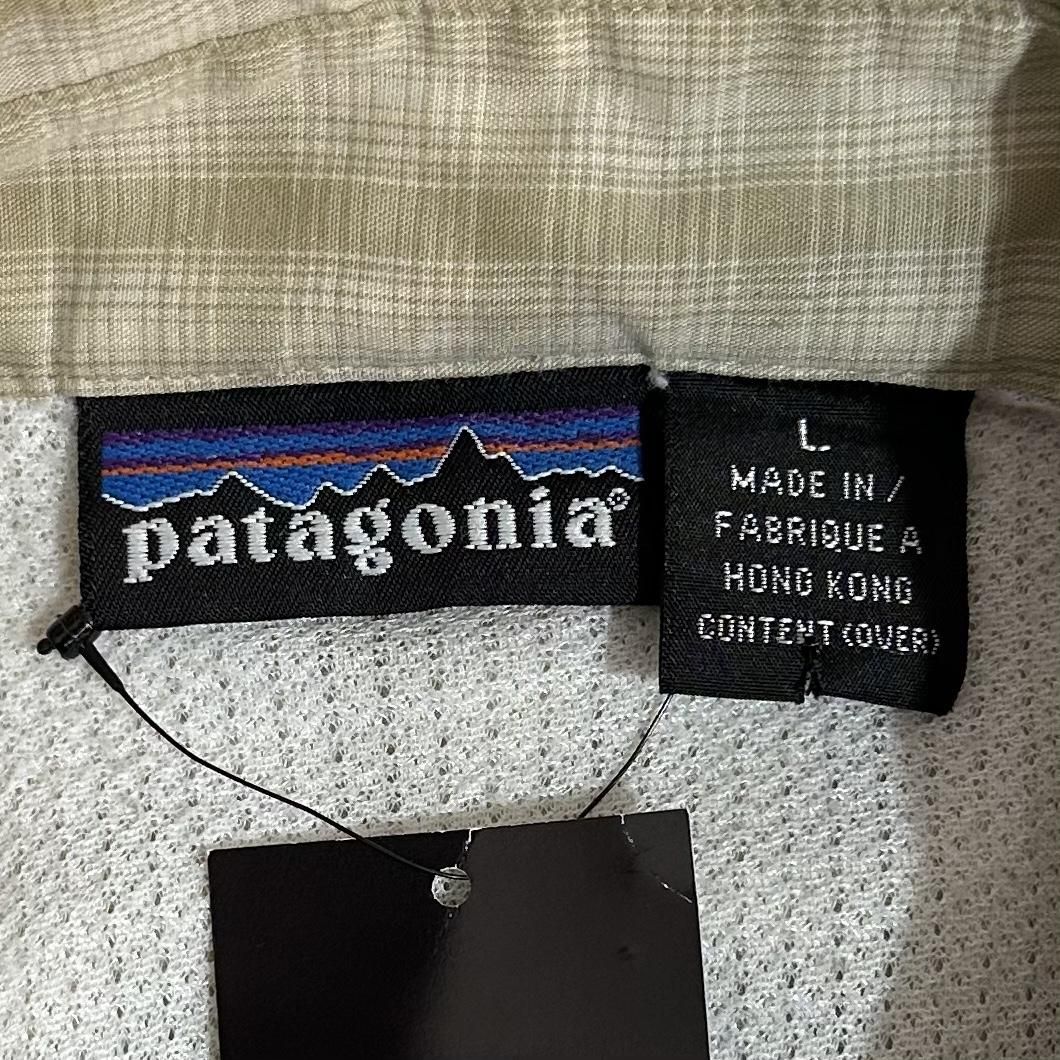 patagonia®
L
MADE IN /
FABRIQUE A
HONG KONG
CONTENT (OVER)